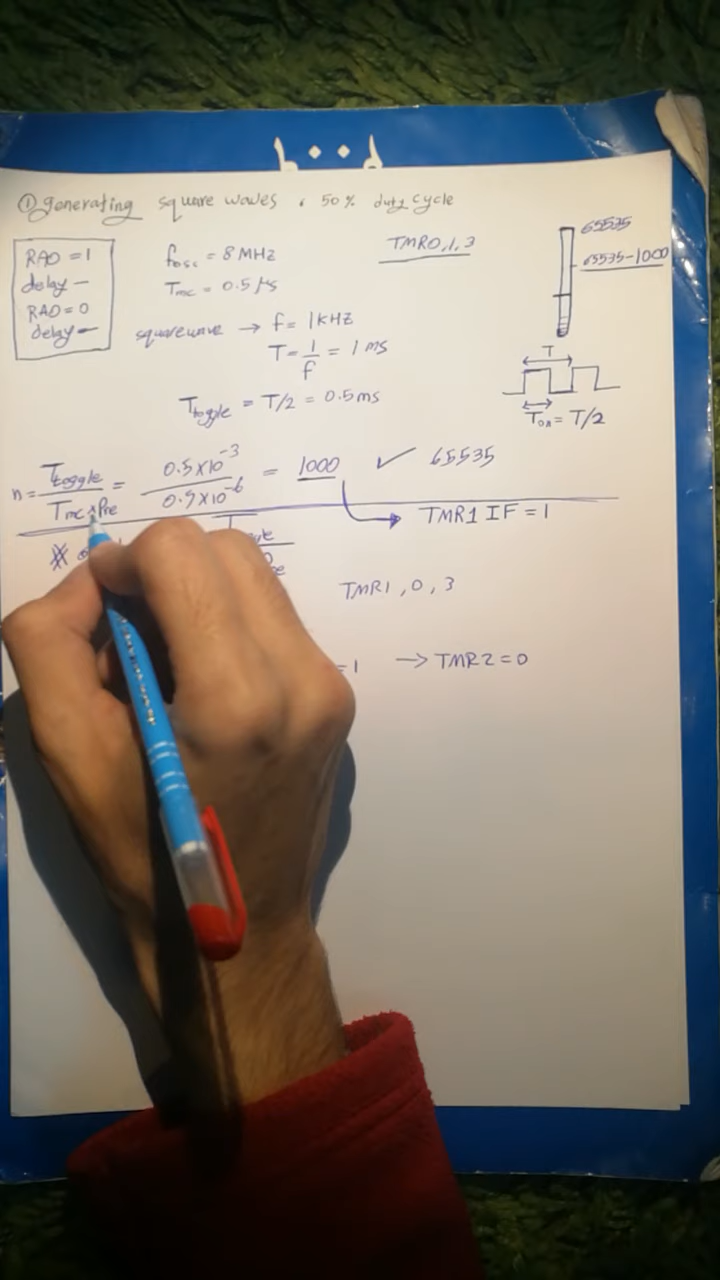 ① generating square waves , 50% duty cycle
RA0 = 1
delay —
RA0 = 0
delay —
fosc = 8 MHz
Tmc = 0.5 μs
TMR0,1,3
65535
65535-1000
squarewave → f = 1 KHZ
T = 1/f = 1 ms
T
Ton = T/2
Ttoggle = T/2 = 0.5ms
n = Ttoggle / Tmc × Pre = 0.5×10^-3 / 0.5×10^-6 = 1000 ✓ 65535
TMR1 IF = 1
TMR1 , 0 , 3
=1 → TMR2 = 0